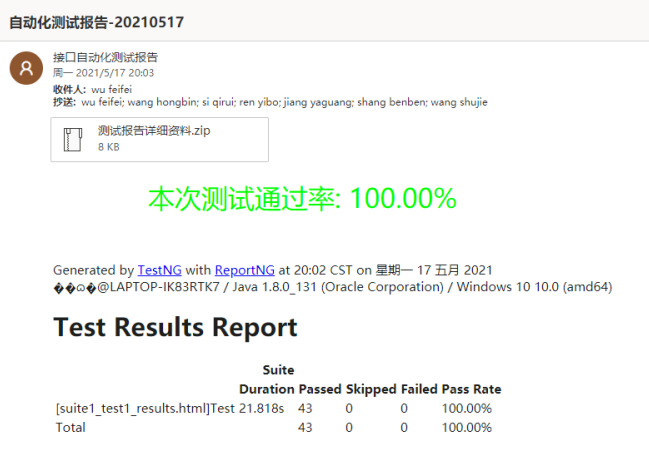 自动化测试报告-20210517
接口自动化测试报告
周一 2021/5/17 20:03
收件人: wu feifei
抄送: wu feifei; wang hongbin; si qirui; ren yibo; jiang yaguang; shang benben; wang shujie
测试报告详细资料.zip
8 KB
本次测试通过率: 100.00%
Generated by TestNG with ReportNG at 20:02 CST on 星期一 17 五月 2021
��ɷ�@LAPTOP-IK83RTK7 / Java 1.8.0_131 (Oracle Corporation) / Windows 10 10.0 (amd64)
Test Results Report
Suite
Duration Passed Skipped Failed Pass Rate
[suite1_test1_results.html]Test 21.818s 43 0 0 100.00%
Total 43 0 0 100.00%